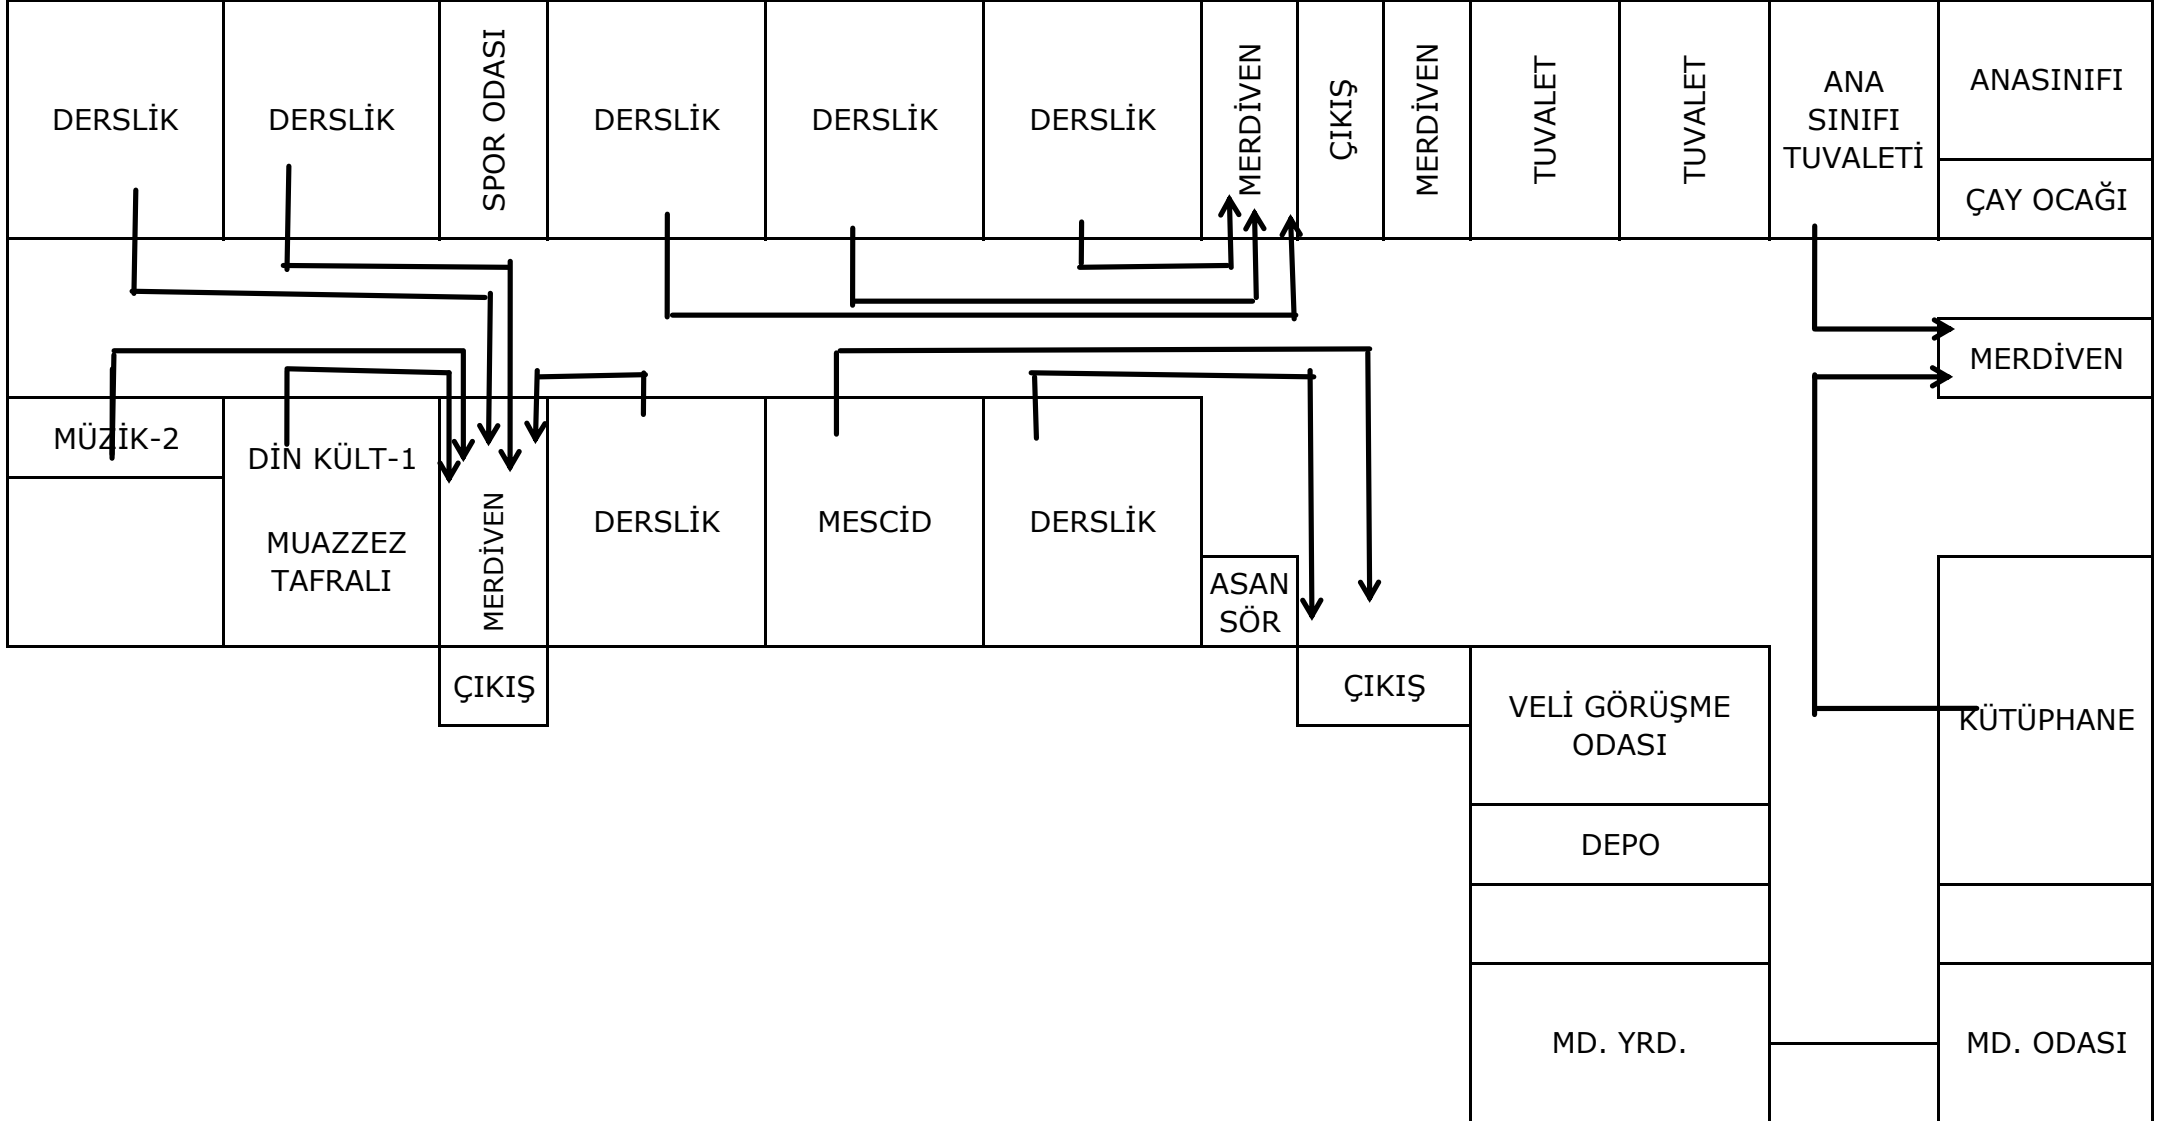 DERSLİK
DERSLİK
SPOR ODASI
DERSLİK
DERSLİK
DERSLİK
MERDİVEN
ÇIKIŞ
MERDİVEN
TUVALET
TUVALET
ANA
SINIFI
TUVALETİ
ANASINIFI
ÇAY OCAĞI
MERDİVEN
MÜZİK-2
DİN KÜLT-1
MUAZZEZ
TAFRALI
MERDİVEN
DERSLİK
MESCİD
DERSLİK
ASAN
SÖR
ÇIKIŞ
ÇIKIŞ
VELİ GÖRÜŞME
ODASI
KÜTÜPHANE
DEPO
MD. YRD.
MD. ODASI